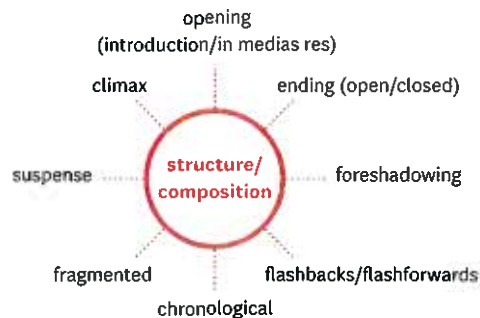 opening
(introduction/in medias res)
climax
ending (open/closed)
suspense
structure/
composition
foreshadowing
fragmented
flashbacks/flashforwards
chronological